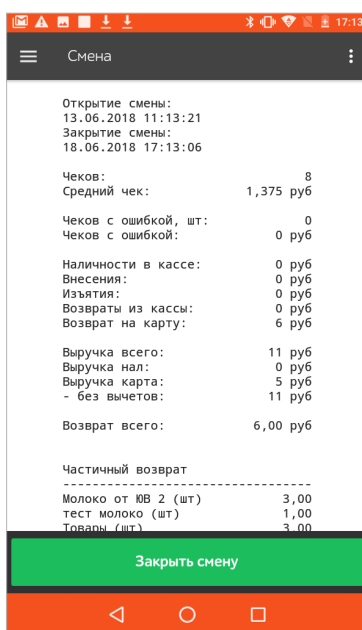 17:13
Смена
Открытие смены:
13.06.2018 11:13:21
Закрытие смены:
18.06.2018 17:13:06
Чеков: 8
Средний чек: 1,375 руб
Чеков с ошибкой, шт: 0
Чеков с ошибкой: 0 руб
Наличности в кассе: 0 руб
Внесения: 0 руб
Изъятия: 0 руб
Возвраты из кассы: 0 руб
Возврат на карту: 6 руб
Выручка всего: 11 руб
Выручка нал: 0 руб
Выручка карта: 5 руб
- без вычетов: 11 руб
Возврат всего: 6,00 руб
Частичный возврат
----------------------------------
Молоко от ЮВ 2 (шт) 3,00
тест молоко (шт) 1,00
Товары (шт) 3,00
Закрыть смену